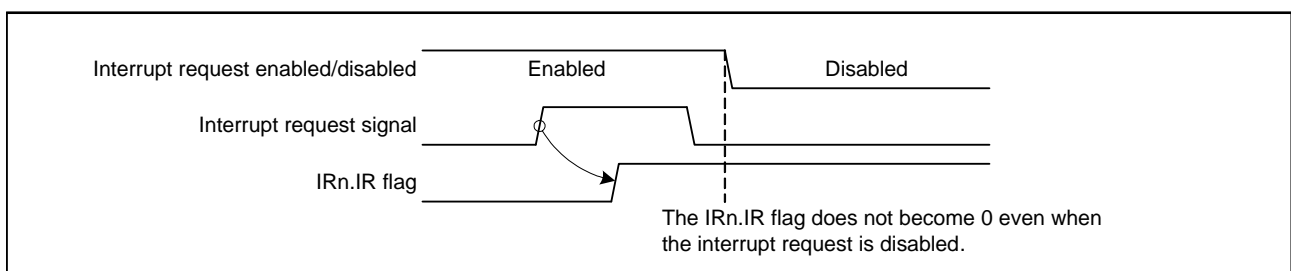 Interrupt request enabled/disabled
Enabled
Disabled
Interrupt request signal
IRn.IR flag
The IRn.IR flag does not become 0 even when
the interrupt request is disabled.